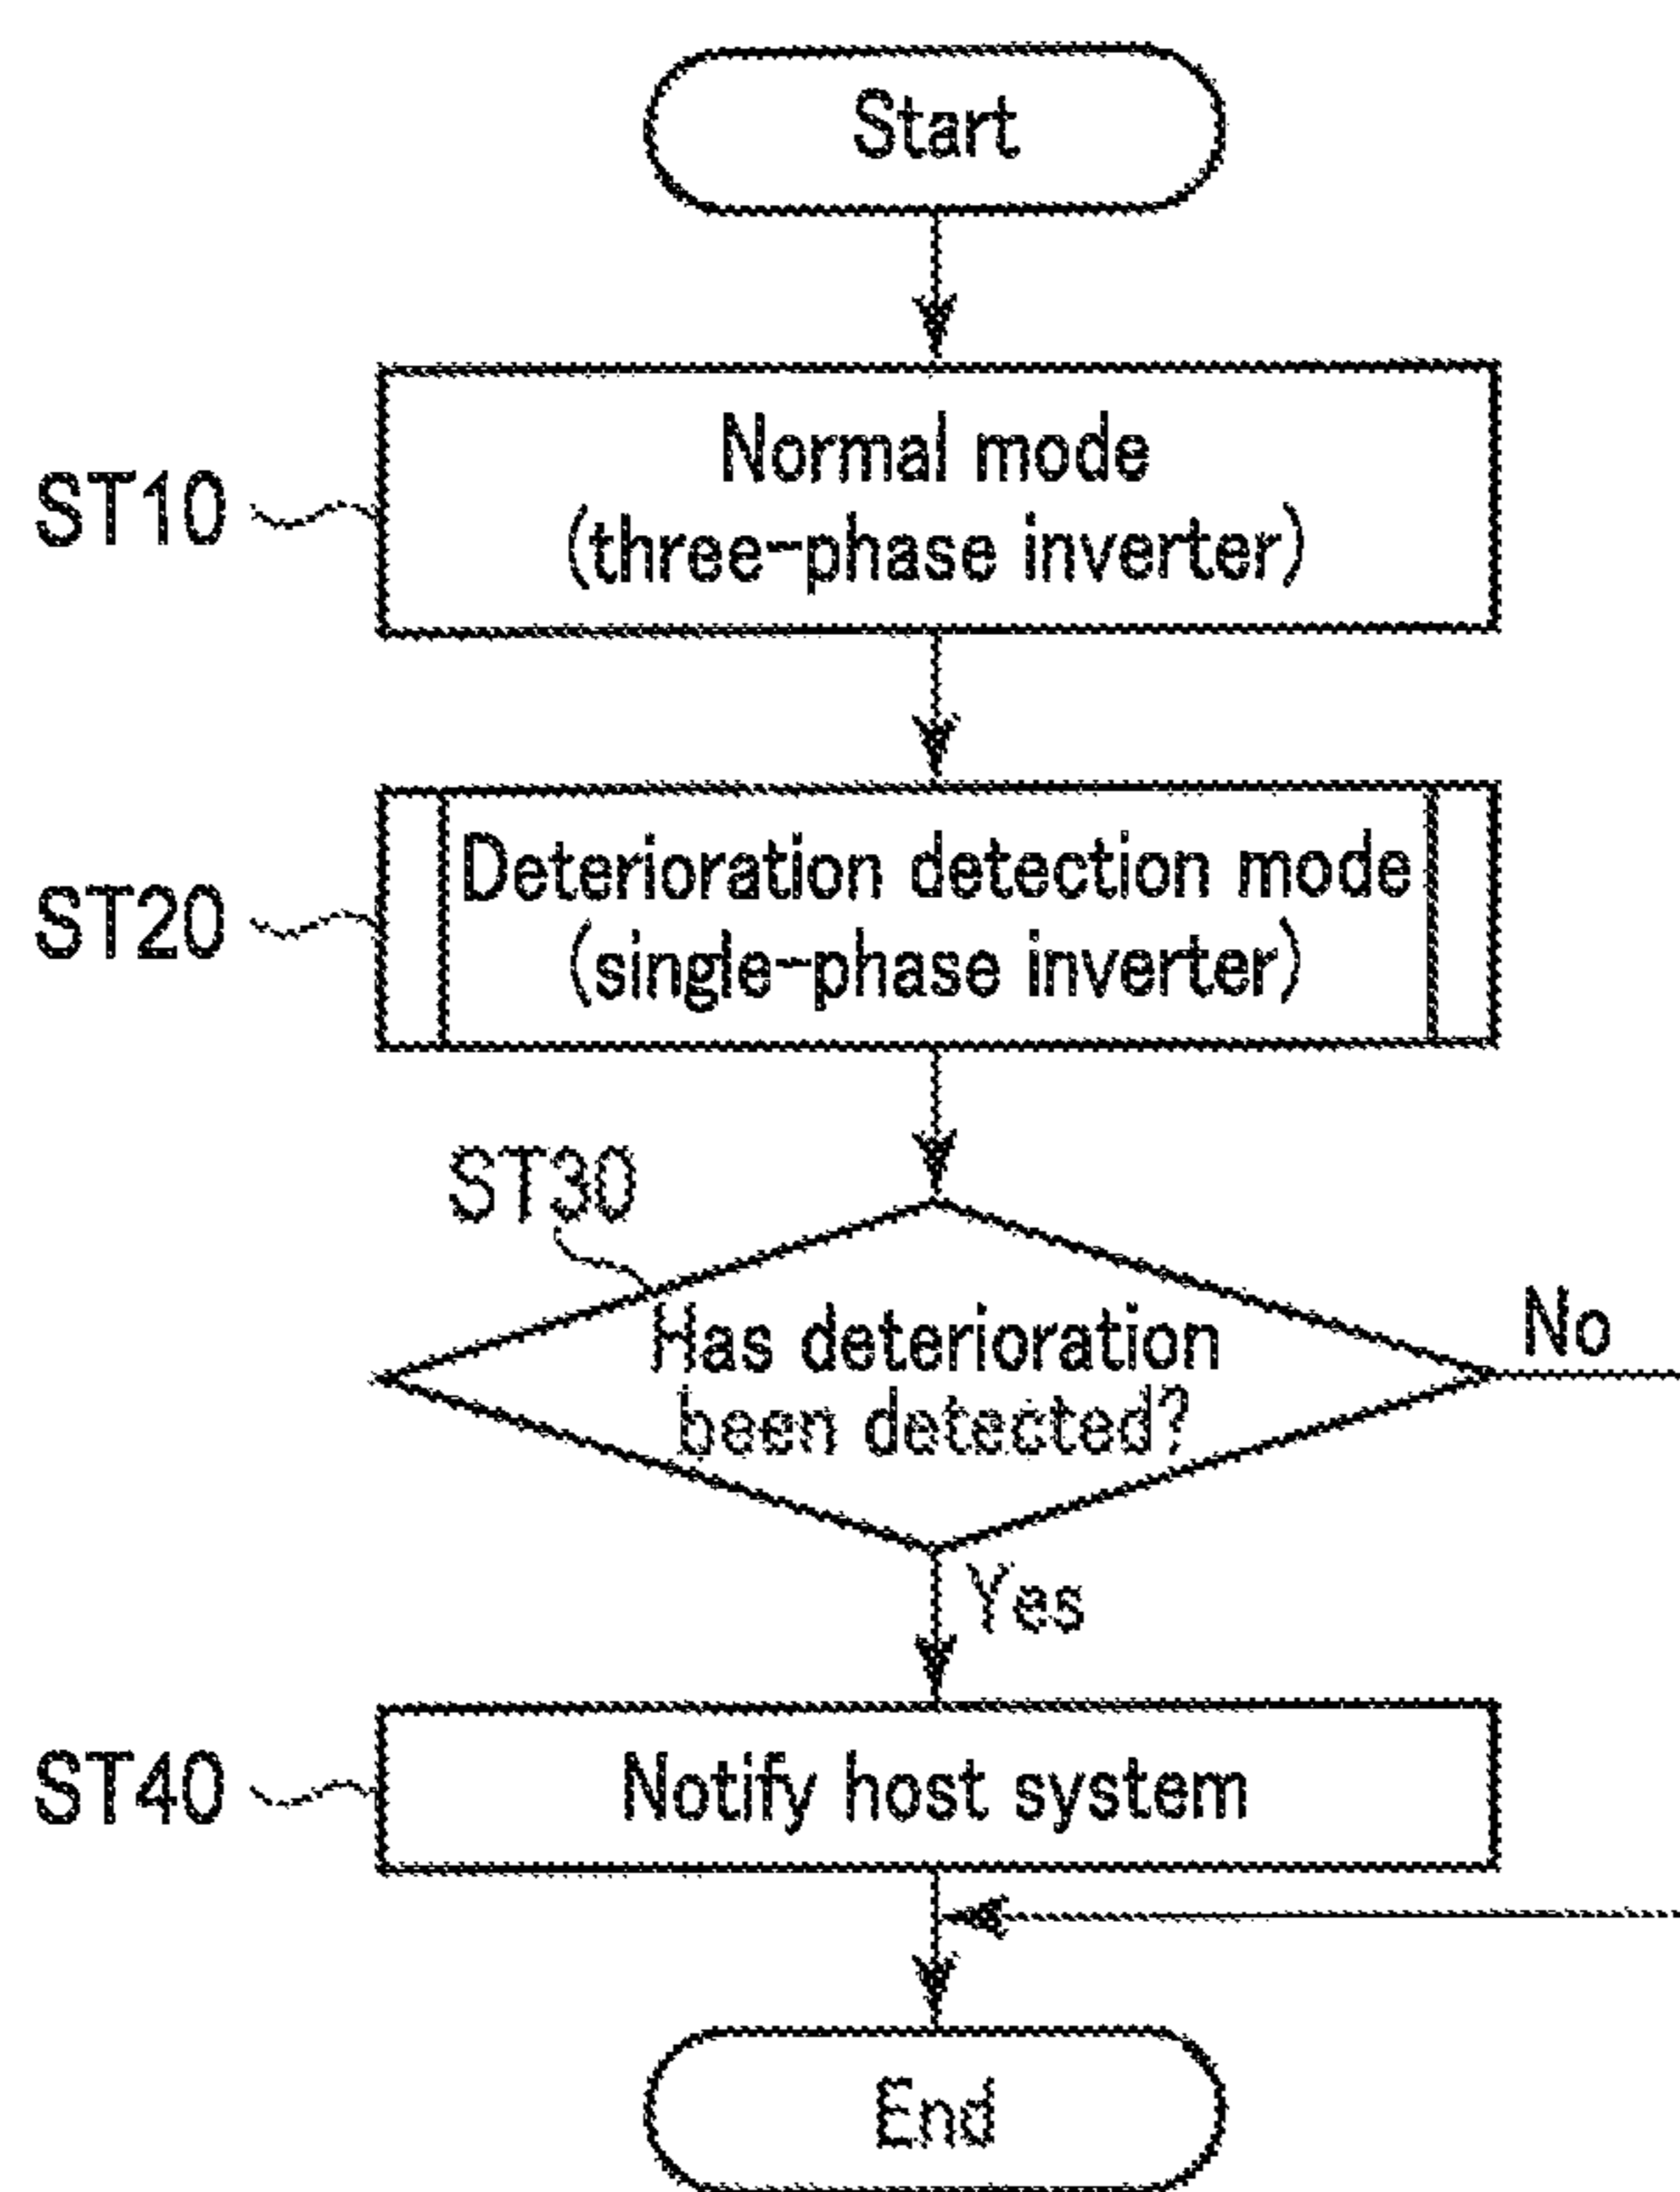 Start
ST10
Normal mode
(three-phase inverter)
ST20
Deterioration detection mode
(single-phase inverter)
ST30
Has deterioration
been detected?
No
Yes
ST40
Notify host system
End